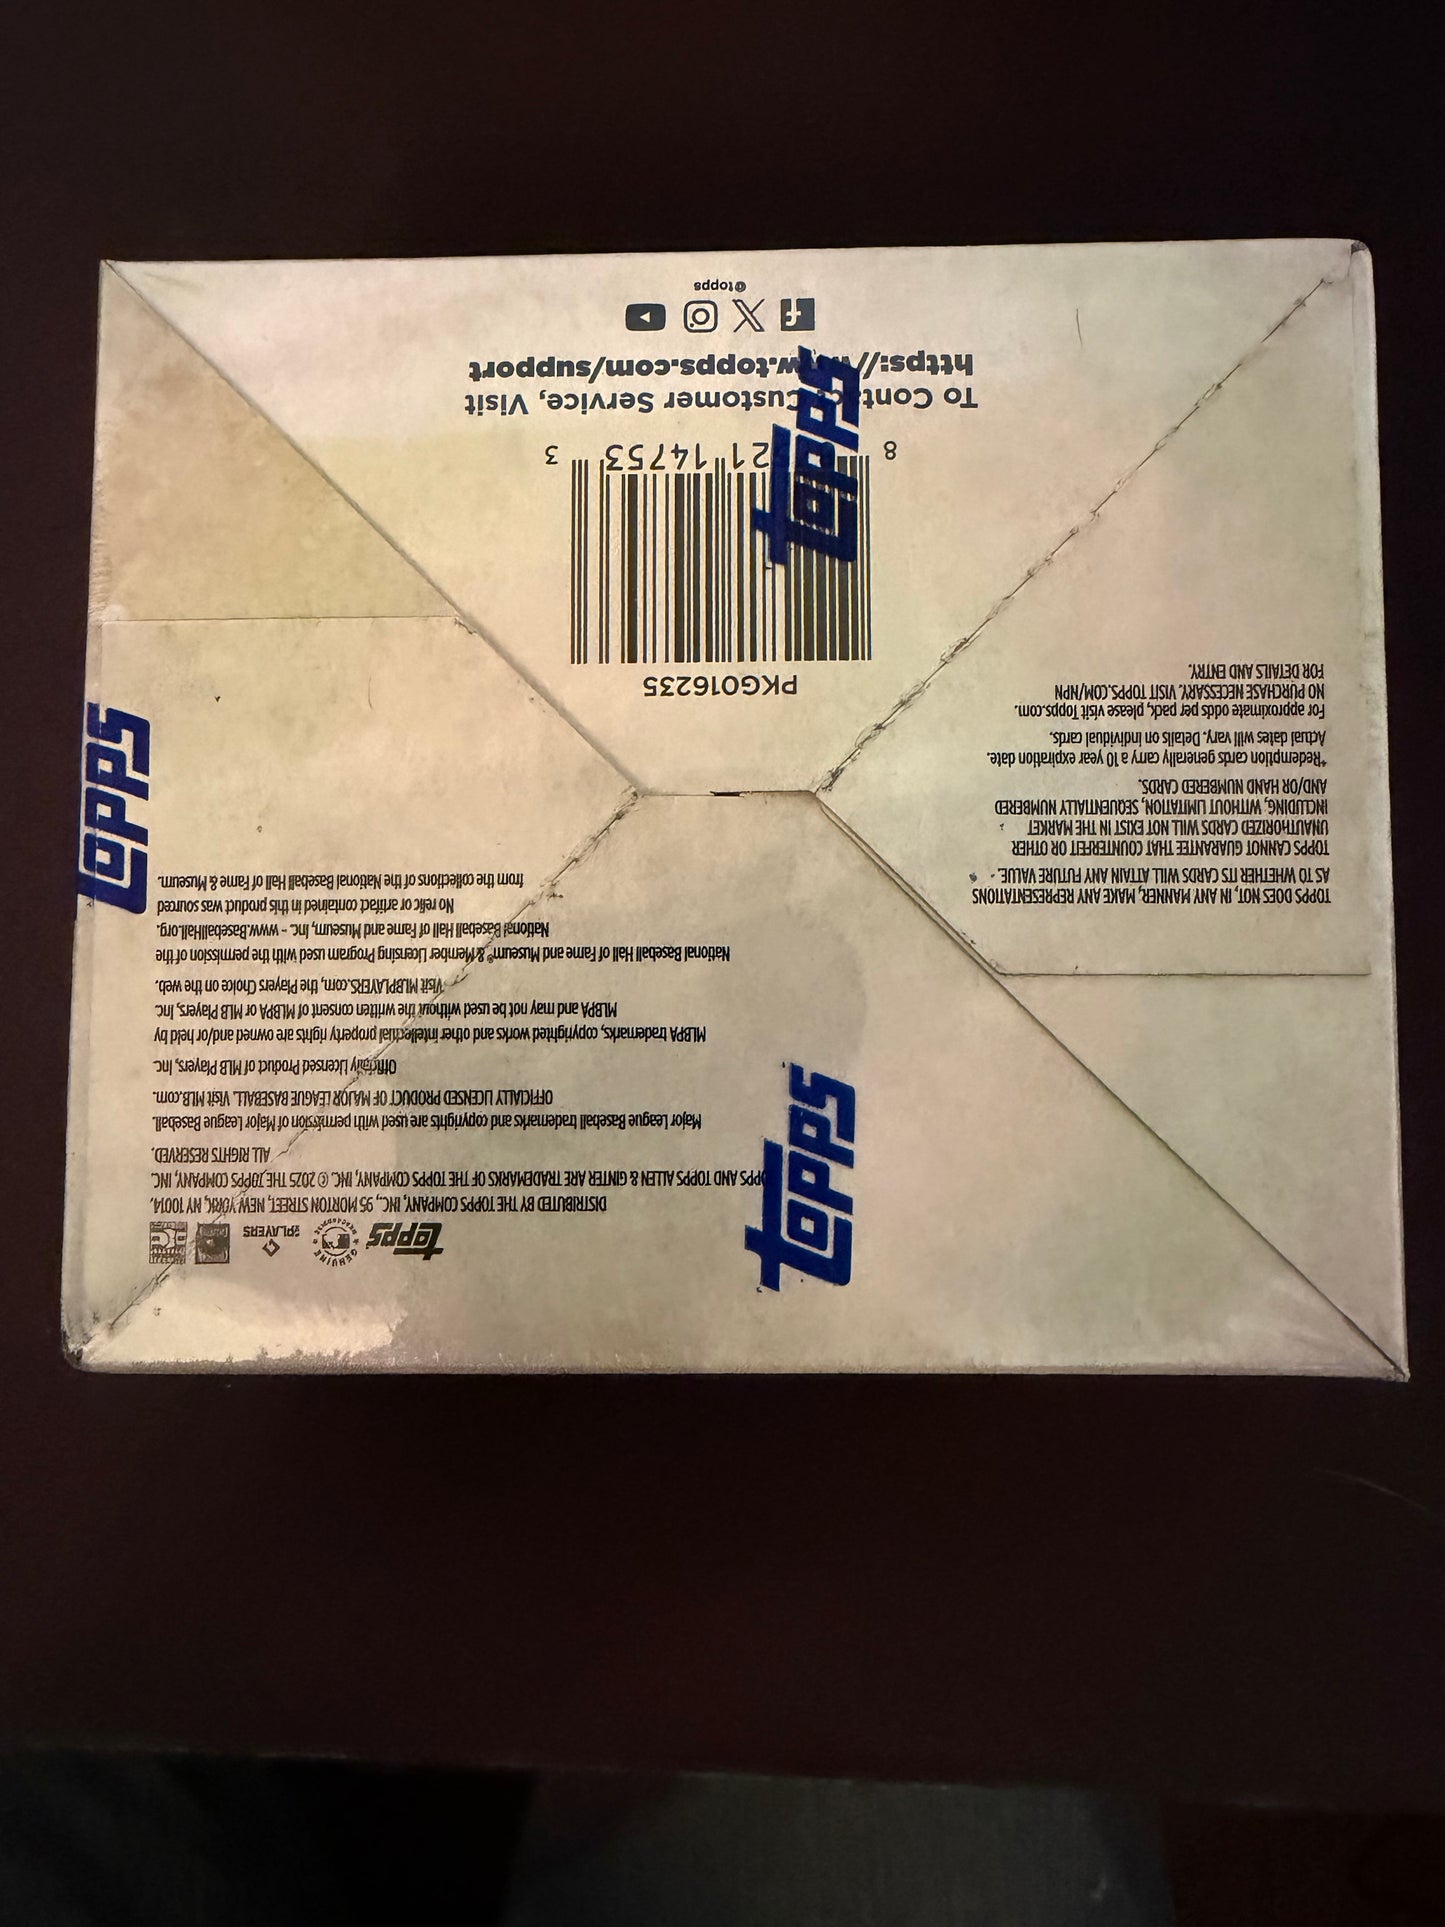 topps
GENUINE
MERCHANDISE
PLAYERS
DISTRIBUTED BY THE TOPPS COMPANY, INC., 95 MORTON STREET, NEW YORK, NY 10014.
OPPS AND TOPPS ALLEN & GINTER ARE TRADEMARKS OF THE TOPPS COMPANY, INC. © 2025 THE TOPPS COMPANY, INC.
ALL RIGHTS RESERVED.
Major League Baseball trademarks and copyrights are used with permission of Major League Baseball.
OFFICIALLY LICENSED PRODUCT OF MAJOR LEAGUE BASEBALL. Visit MLB.com.
Officially Licensed Product of MLB Players, Inc.
MLBPA trademarks, copyrighted works and other intellectual property rights are owned and/or held by
MLBPA and may not be used without the written consent of MLBPA or MLB Players, Inc.
Visit MLBPLAYERS.com, the Players Choice on the web.
National Baseball Hall of Fame and Museum® & Member Licensing Program used with the permission of the
National Baseball Hall of Fame and Museum, Inc. - www.BaseballHall.org.
No relic or artifact contained in this product was sourced
from the collections of the National Baseball Hall of Fame & Museum.
TOPPS DOES NOT, IN ANY MANNER, MAKE ANY REPRESENTATIONS
AS TO WHETHER ITS CARDS WILL ATTAIN ANY FUTURE VALUE.
TOPPS CANNOT GUARANTEE THAT COUNTERFEIT OR OTHER
UNAUTHORIZED CARDS WILL NOT EXIST IN THE MARKET
INCLUDING, WITHOUT LIMITATION, SEQUENTIALLY NUMBERED
AND/OR HAND NUMBERED CARDS.
*Redemption cards generally carry a 10 year expiration date.
Actual dates will vary. Details on individual cards.
For approximate odds per pack, please visit Topps.com.
NO PURCHASE NECESSARY. VISIT TOPPS.COM/NPN
FOR DETAILS AND ENTRY.
PKG016235
8 21 14753 3
To Contact Customer Service, Visit
https://www.topps.com/support
@topps
topps
topps
topps